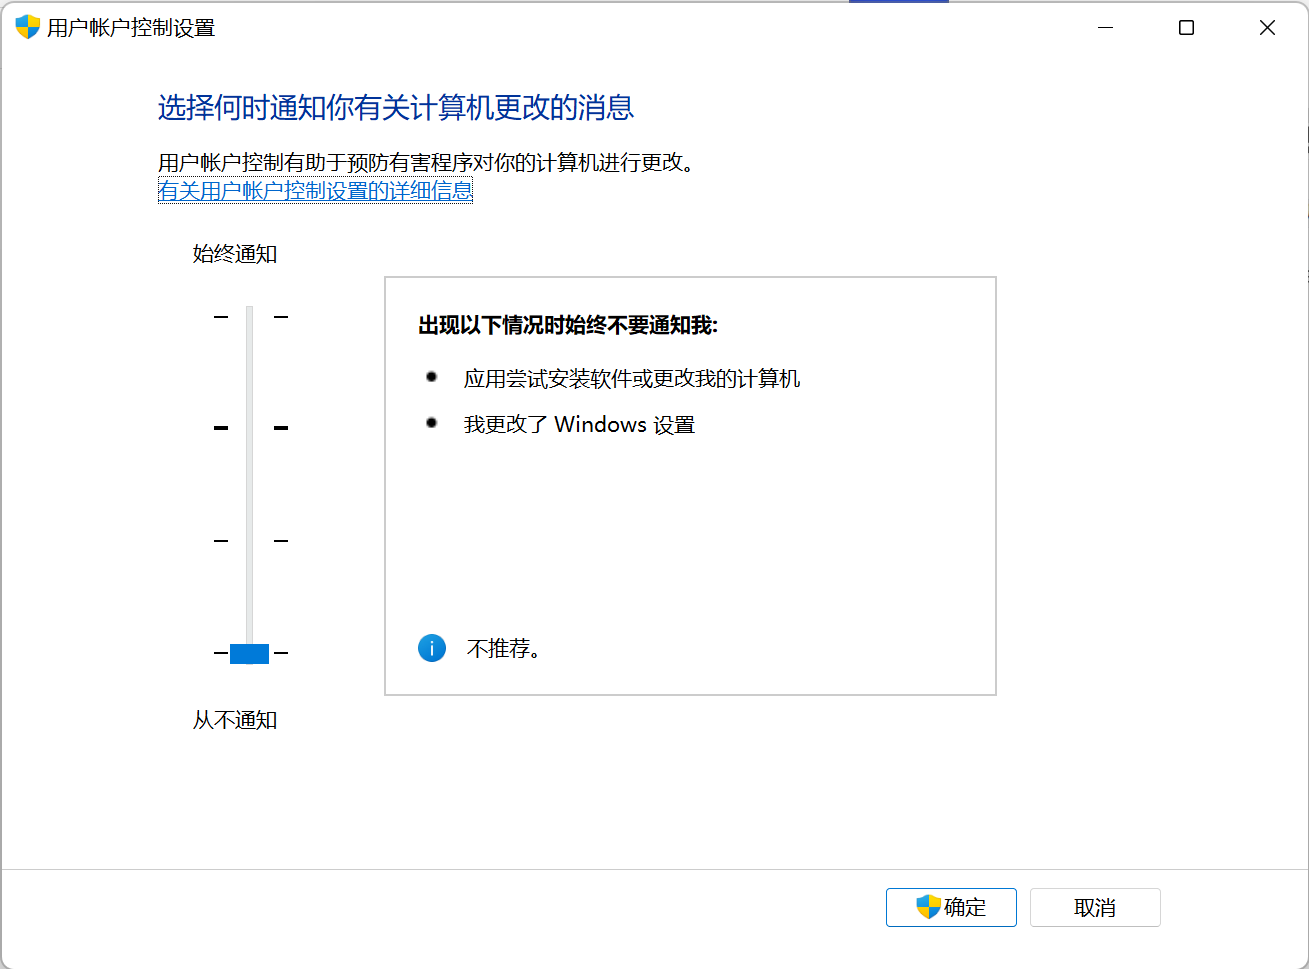 用户帐户控制设置
选择何时通知你有关计算机更改的消息
用户帐户控制有助于预防有害程序对你的计算机进行更改。
有关用户帐户控制设置的详细信息
始终通知
出现以下情况时始终不要通知我:
应用尝试安装软件或更改我的计算机
我更改了 Windows 设置
不推荐。
从不通知
确定
取消